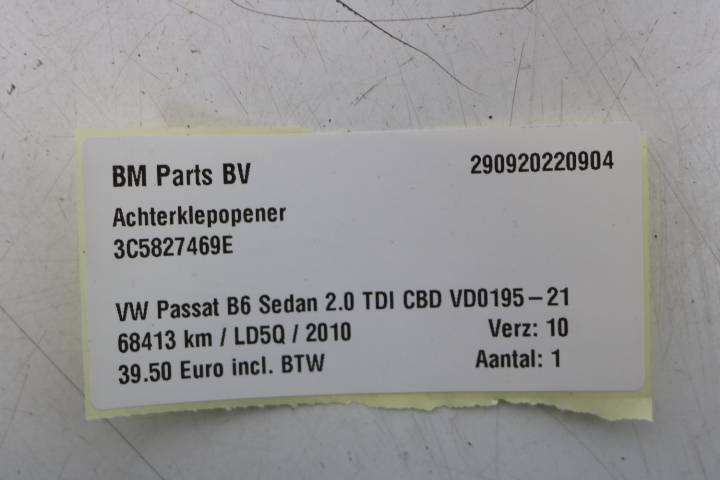 BM Parts BV 290920220904
Achterklepopener
3C5827469E
VW Passat B6 Sedan 2.0 TDI CBD VD0195-21
68413 km / LD5Q / 2010 Verz: 10
39.50 Euro incl. BTW Aantal: 1